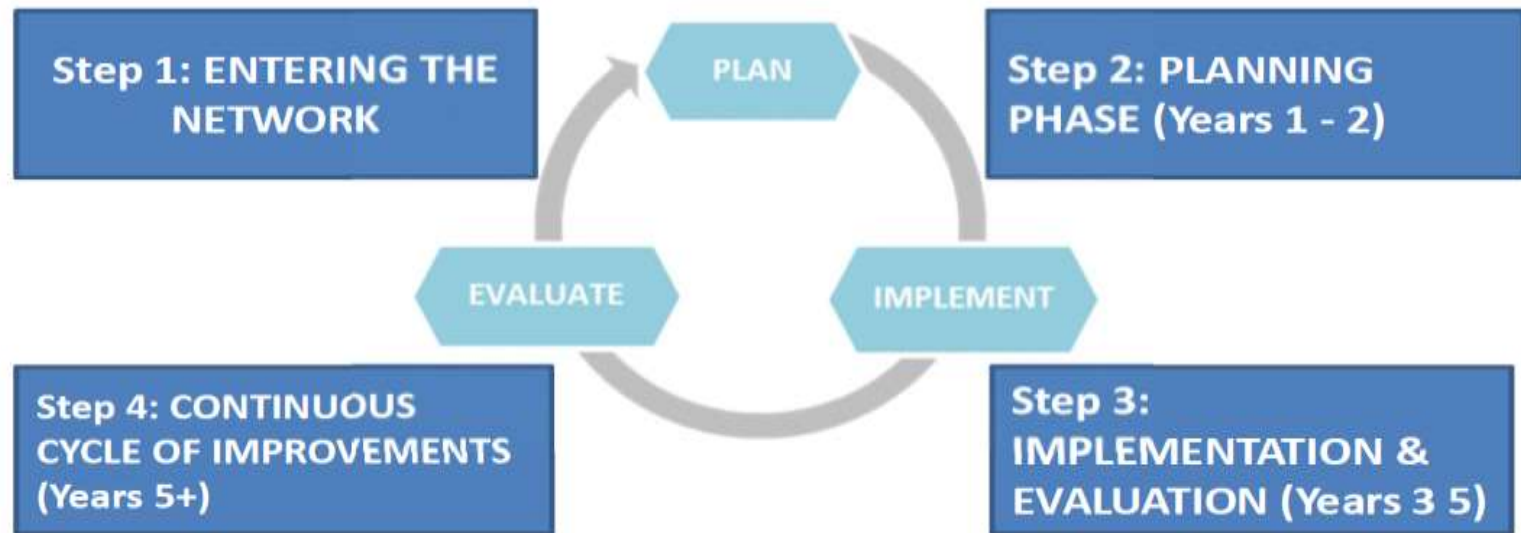 Step 1: ENTERING THE
NETWORK
PLAN
Step 2: PLANNING
PHASE (Years 1 - 2)
EVALUATE
IMPLEMENT
Step 4: CONTINUOUS
CYCLE OF IMPROVEMENTS
(Years 5+)
Step 3:
IMPLEMENTATION &
EVALUATION (Years 3 5)